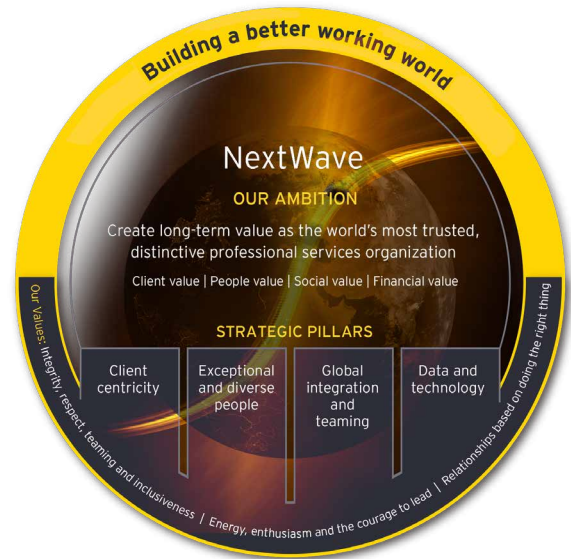 Building a better working world
NextWave
OUR AMBITION
Create long-term value as the world's most trusted,
distinctive professional services organization
Client value | People value | Social value | Financial value
STRATEGIC PILLARS
Client
centricity
Exceptional
and diverse
people
Global
integration
and
teaming
Data and
technology
Our Values: Integrity, respect, teaming and inclusiveness | Energy, enthusiasm and the courage to lead | Relationships based on doing the right thing